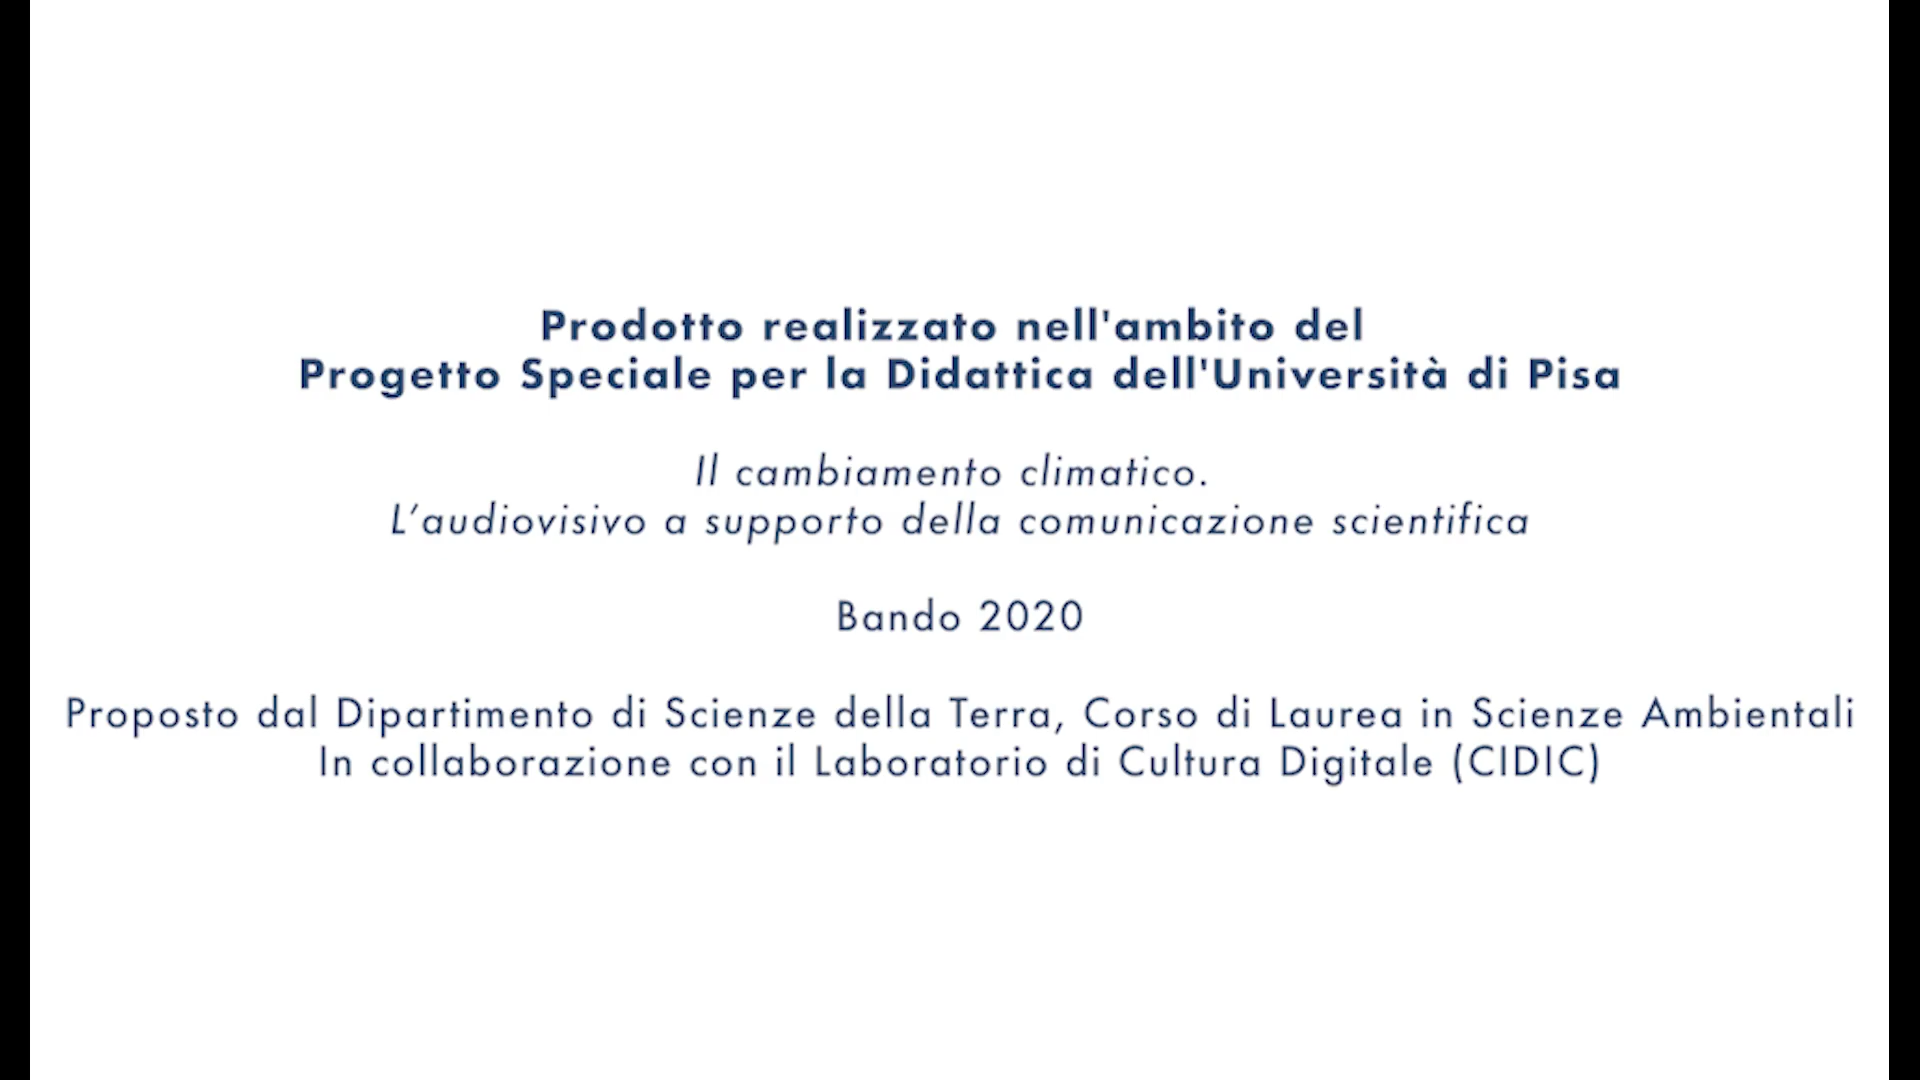 Prodotto realizzato nell'ambito del
Progetto Speciale per la Didattica dell'Università di Pisa
Il cambiamento climatico.
L’audiovisivo a supporto della comunicazione scientifica
Bando 2020
Proposto dal Dipartimento di Scienze della Terra, Corso di Laurea in Scienze Ambientali
In collaborazione con il Laboratorio di Cultura Digitale (CIDIC)